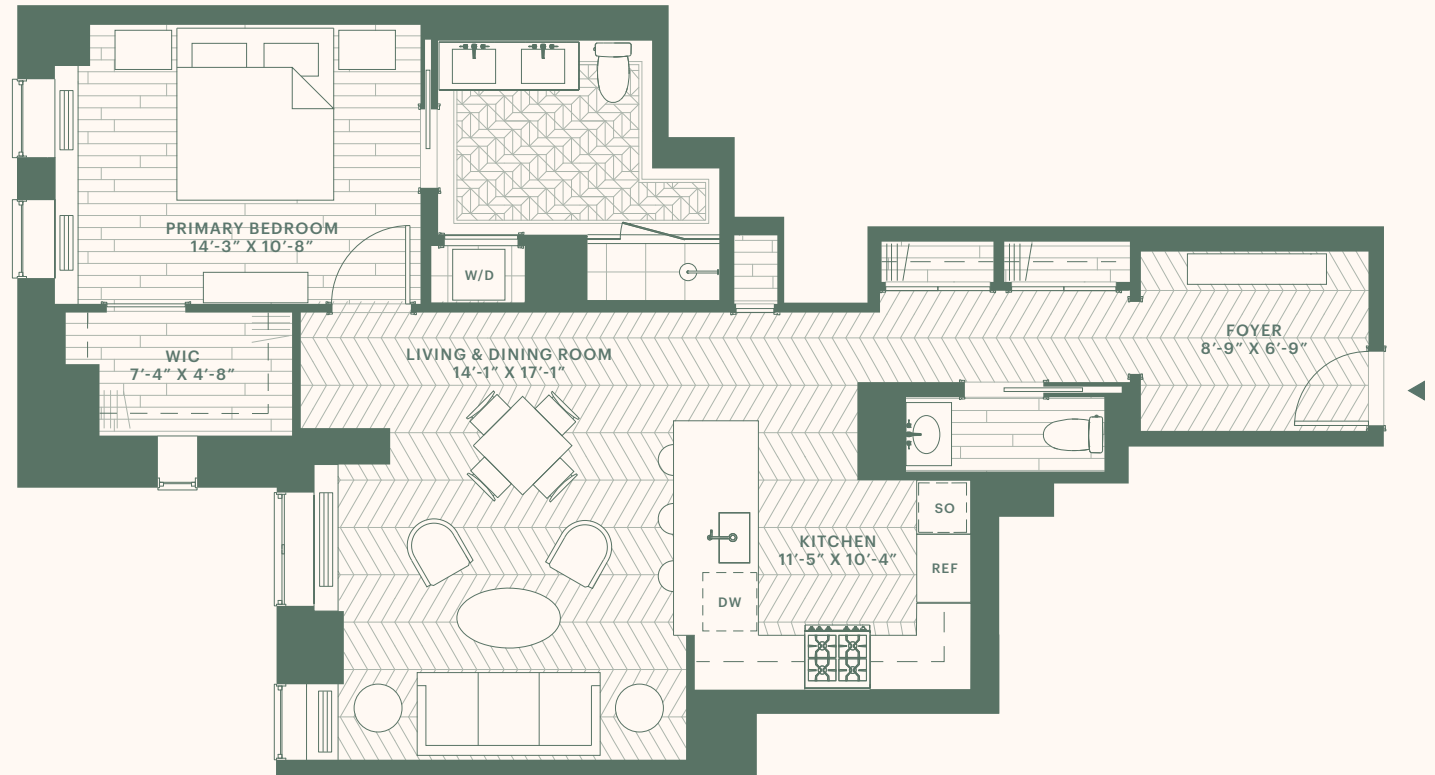 PRIMARY BEDROOM
14′-3″ X 10′-8″
W/D
WIC
7′-4″ X 4′-8″
LIVING & DINING ROOM
14′-1″ X 17′-1″
FOYER
8′-9″ X 6′-9″
KITCHEN
11′-5″ X 10′-4″
SO
REF
DW